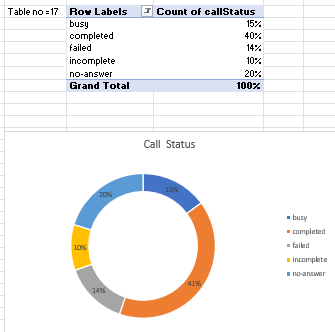 Table no =17 Row Labels Count of callStatus
busy 15%
completed 40%
failed 14%
incomplete 10%
no-answer 20%
Grand Total 100%
Call Status
20% 15%
10%
14% 41%
busy
completed
failed
incomplete
no-answer